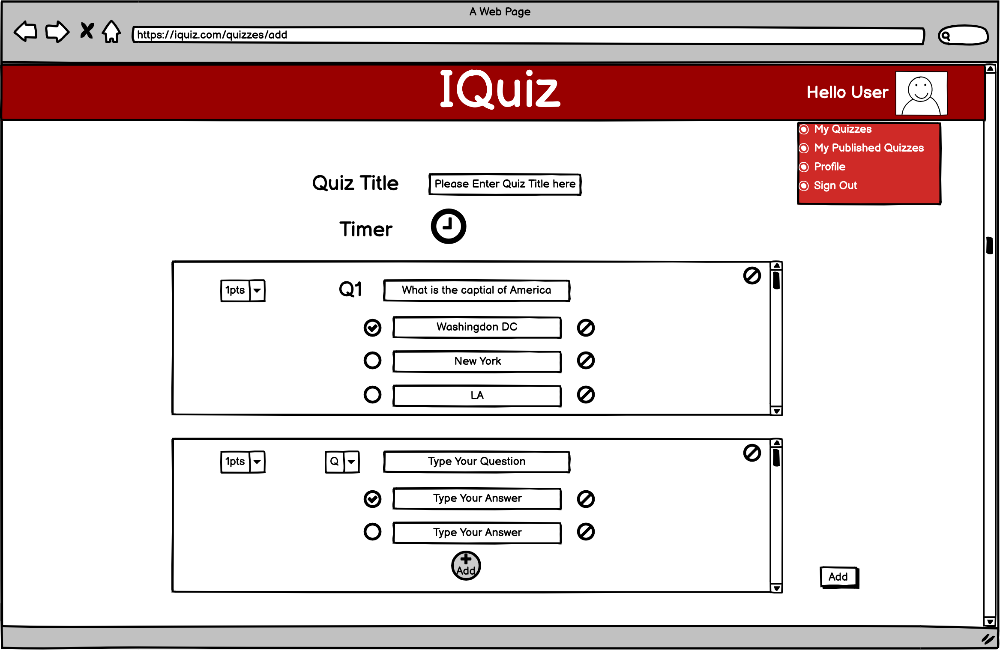 A Web Page
https://iquiz.com/quizzes/add
IQuiz
Hello User
My Quizzes
My Published Quizzes
Profile
Sign Out
Quiz Title
Please Enter Quiz Title here
Timer
1pts
Q1
What is the captial of America
Washingdon DC
New York
LA
1pts
Q
Type Your Question
Type Your Answer
Type Your Answer
Add
Add